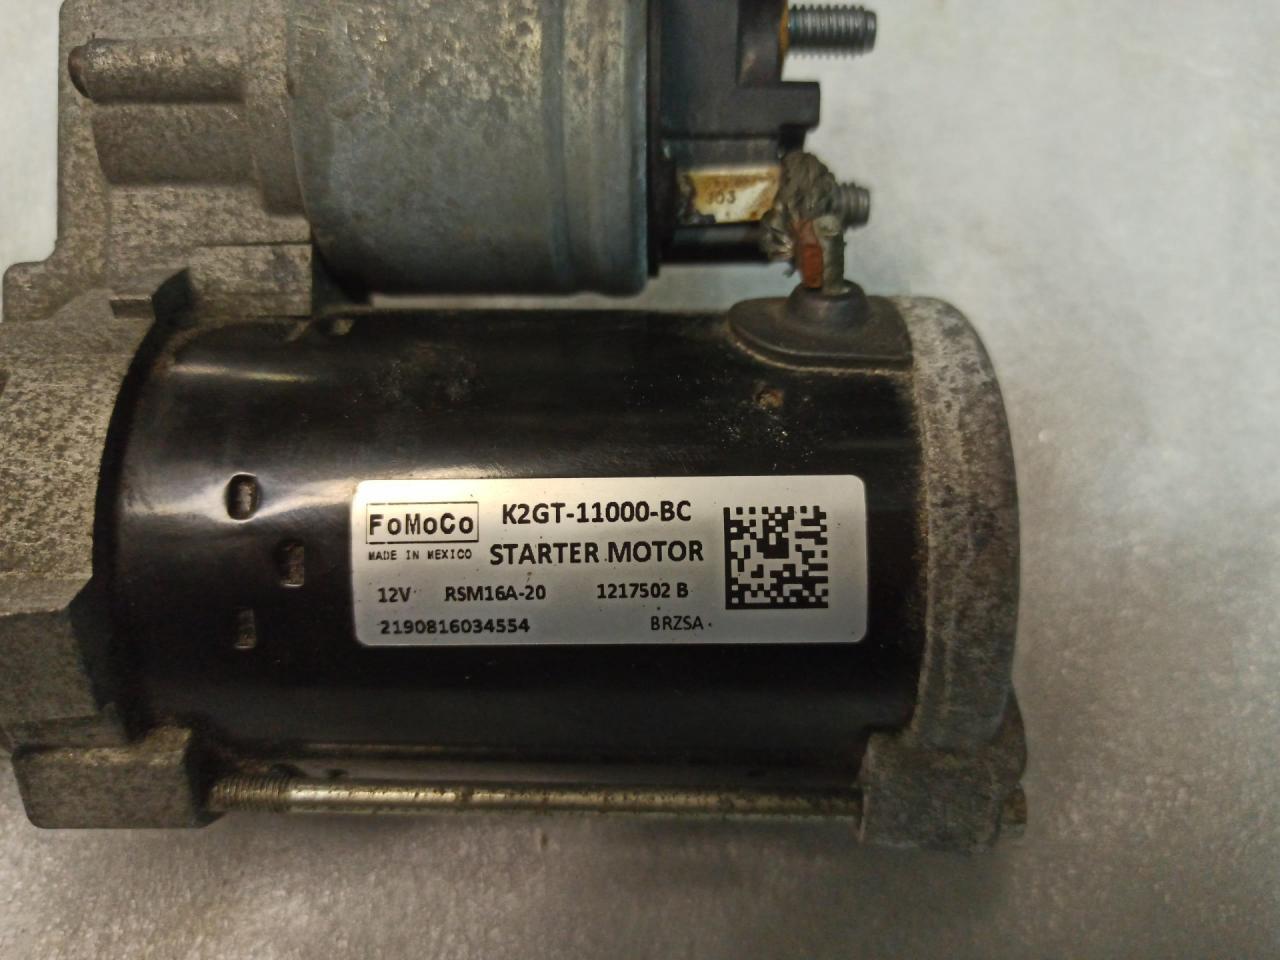 FoMoCo
K2GT-11000-BC
MADE IN MEXICO
STARTER MOTOR
12V RSM16A-20 1217502 B
2190816034554 BRZSA